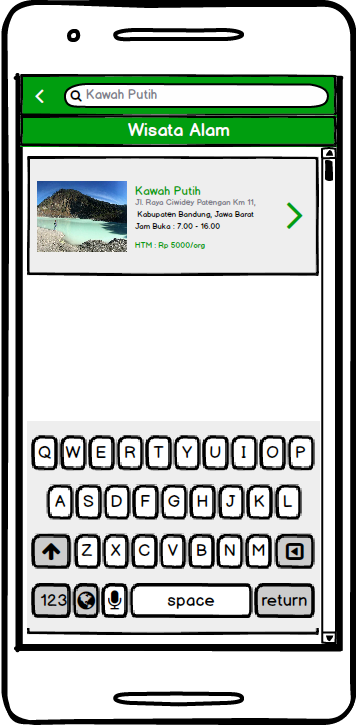 Kawah Putih
Wisata Alam
Kawah Putih
Jl. Raya Ciwidey Patengan Km 11,
Kabupaten Bandung, Jawa Barat
Jam Buka : 7.00 - 16.00
HTM : Rp 5000/org
Q W E R T Y U I O P
A S D F G H J K L
Z X C V B N M
123 space return